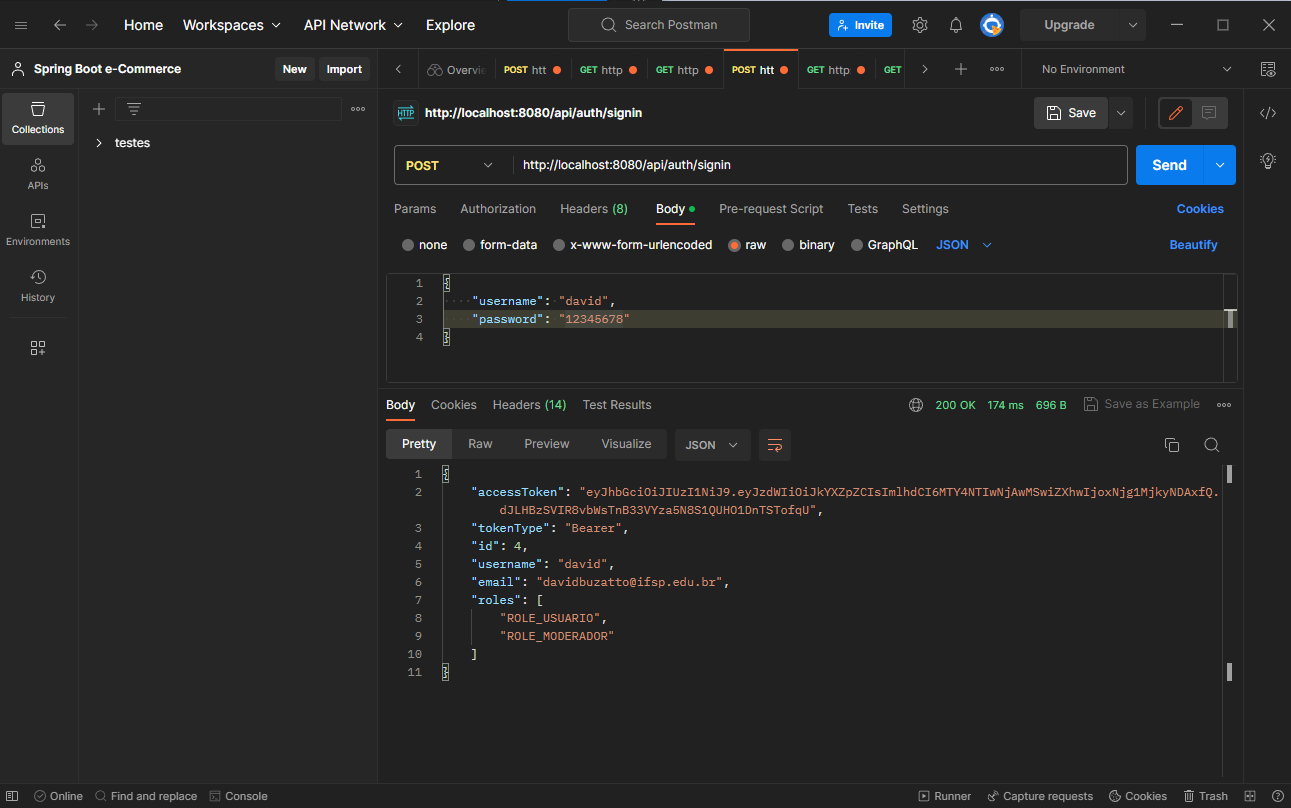 Home Workspaces API Network Explore Search Postman Invite Upgrade
Spring Boot e-Commerce New Import
Overvie POST htt GET http GET http POST htt GET http GET No Environment
Collections
APIs
Environments
History
testes
HTTP http://localhost:8080/api/auth/signin Save
POST http://localhost:8080/api/auth/signin Send
Params Authorization Headers (8) Body Pre-request Script Tests Settings Cookies
none form-data x-www-form-urlencoded raw binary GraphQL JSON Beautify
1 {
2 "username": "david",
3 "password": "12345678"
4 }
Body Cookies Headers (14) Test Results 200 OK 174 ms 696 B Save as Example
Pretty Raw Preview Visualize JSON
1 {
2 "accessToken": "eyJhbGciOiJIUzI1NiJ9.eyJzdWIiOiJkYXZpZCIsImlhdCI6MTY4NTIwNjAwMSwiZXhwIjoxNjg1MjkyNDAxfQ.
dJLHBzSVIR8vbWsTnB33VYza5N8S1QUHO1DnTSTofqU",
3 "tokenType": "Bearer",
4 "id": 4,
5 "username": "david",
6 "email": "davidbuzatto@ifsp.edu.br",
7 "roles": [
8 "ROLE_USUARIO",
9 "ROLE_MODERADOR"
10 ]
11 }
Online Find and replace Console Runner Capture requests Cookies Trash